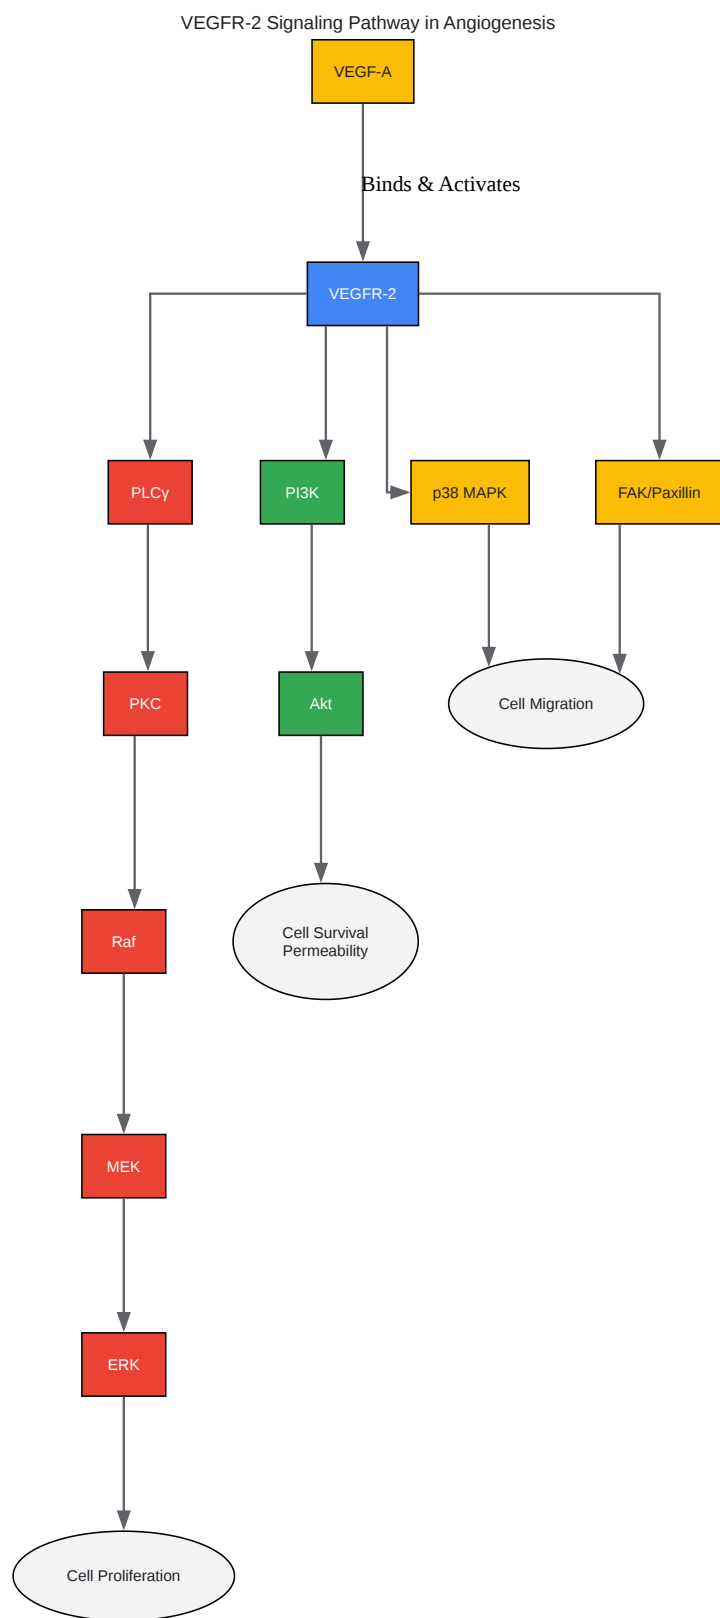 VEGFR-2 Signaling Pathway in Angiogenesis
VEGF-A
Binds & Activates
VEGFR-2
PLCγ
PI3K
p38 MAPK
FAK/Paxillin
PKC
Akt
Cell Migration
Raf
Cell Survival
Permeability
MEK
ERK
Cell Proliferation